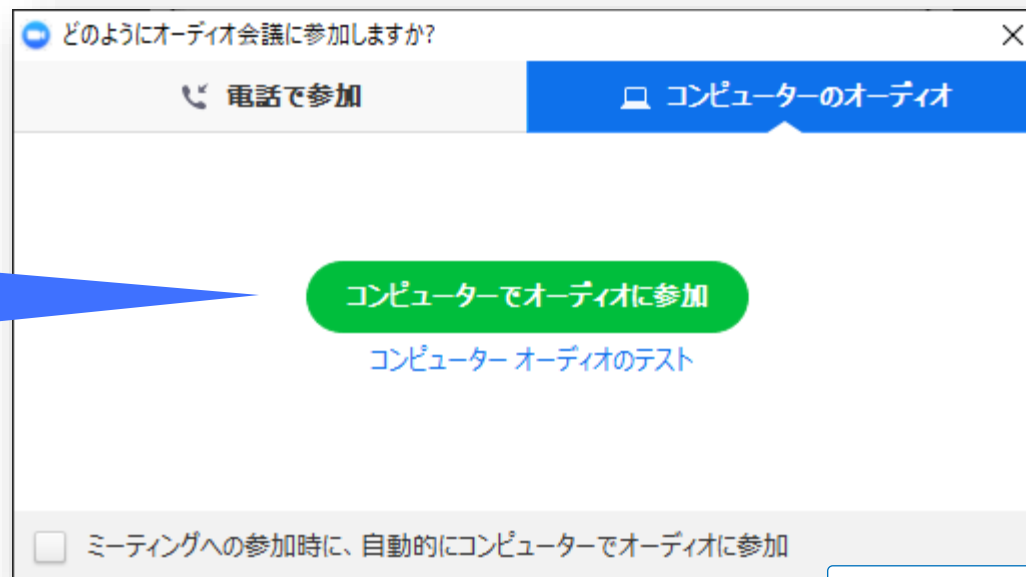 どのようにオーディオ会議に参加しますか?
電話で参加
コンピューターのオーディオ
コンピューターでオーディオに参加
コンピューター オーディオのテスト
ミーティングへの参加時に、自動的にコンピューターでオーディオに参加